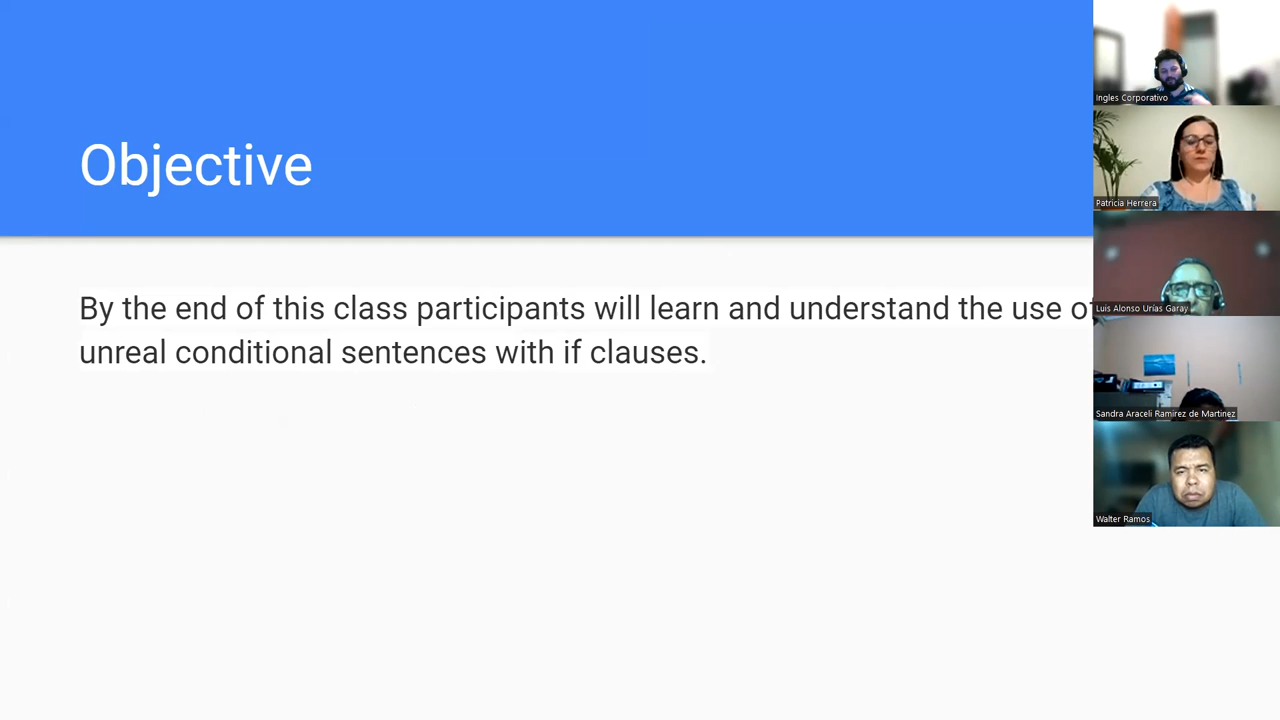 Objective
By the end of this class participants will learn and understand the use of
unreal conditional sentences with if clauses.
Ingles Corporativo
Patricia Herrera
Luis Alonso Urías Garay
Sandra Araceli Ramirez de Martinez
Walter Ramos